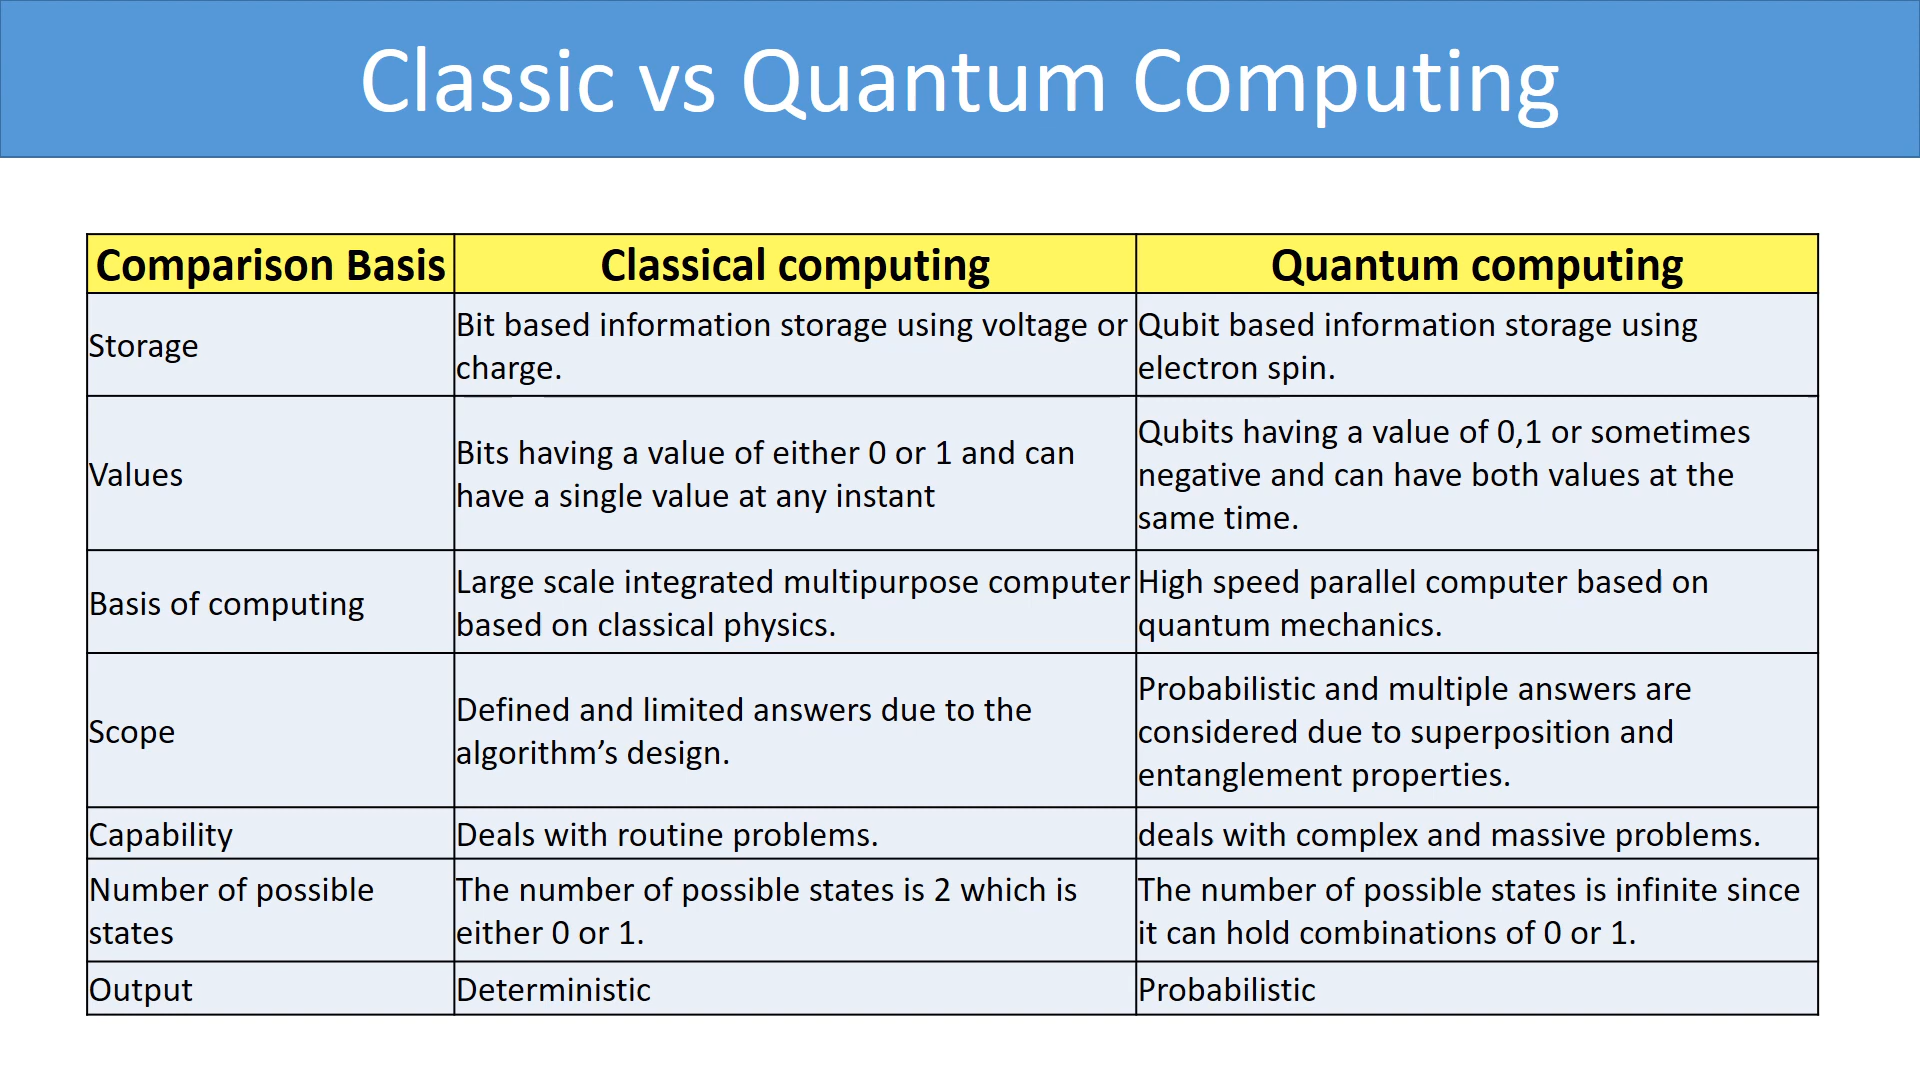 Classic vs Quantum Computing
Comparison Basis
Classical computing
Quantum computing
Storage
Bit based information storage using voltage or
charge.
Qubit based information storage using
electron spin.
Values
Bits having a value of either 0 or 1 and can
have a single value at any instant
Qubits having a value of 0,1 or sometimes
negative and can have both values at the
same time.
Basis of computing
Large scale integrated multipurpose computer
based on classical physics.
High speed parallel computer based on
quantum mechanics.
Scope
Defined and limited answers due to the
algorithm’s design.
Probabilistic and multiple answers are
considered due to superposition and
entanglement properties.
Capability
Deals with routine problems.
deals with complex and massive problems.
Number of possible
states
The number of possible states is 2 which is
either 0 or 1.
The number of possible states is infinite since
it can hold combinations of 0 or 1.
Output
Deterministic
Probabilistic